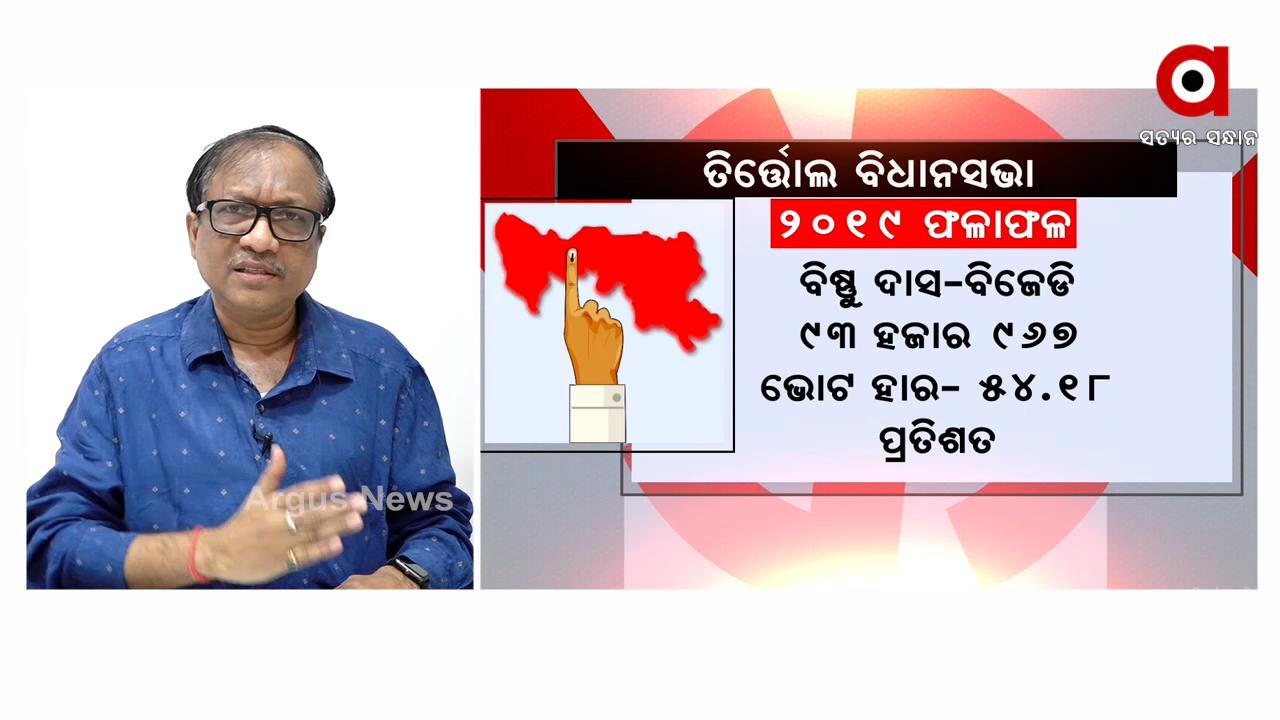 ସତ୍ୟର ସନ୍ଧାନ
ତିର୍ତ୍ତୋଲ ବିଧାନସଭା
୨୦୧୯ ଫଳାଫଳ
ବିଷ୍ଣୁ ଦାସ-ବିଜେଡି
୯୩ ହଜାର ୯୬୭
ଭୋଟ ହାର- ୫୪.୧୮
ପ୍ରତିଶତ
Argus News